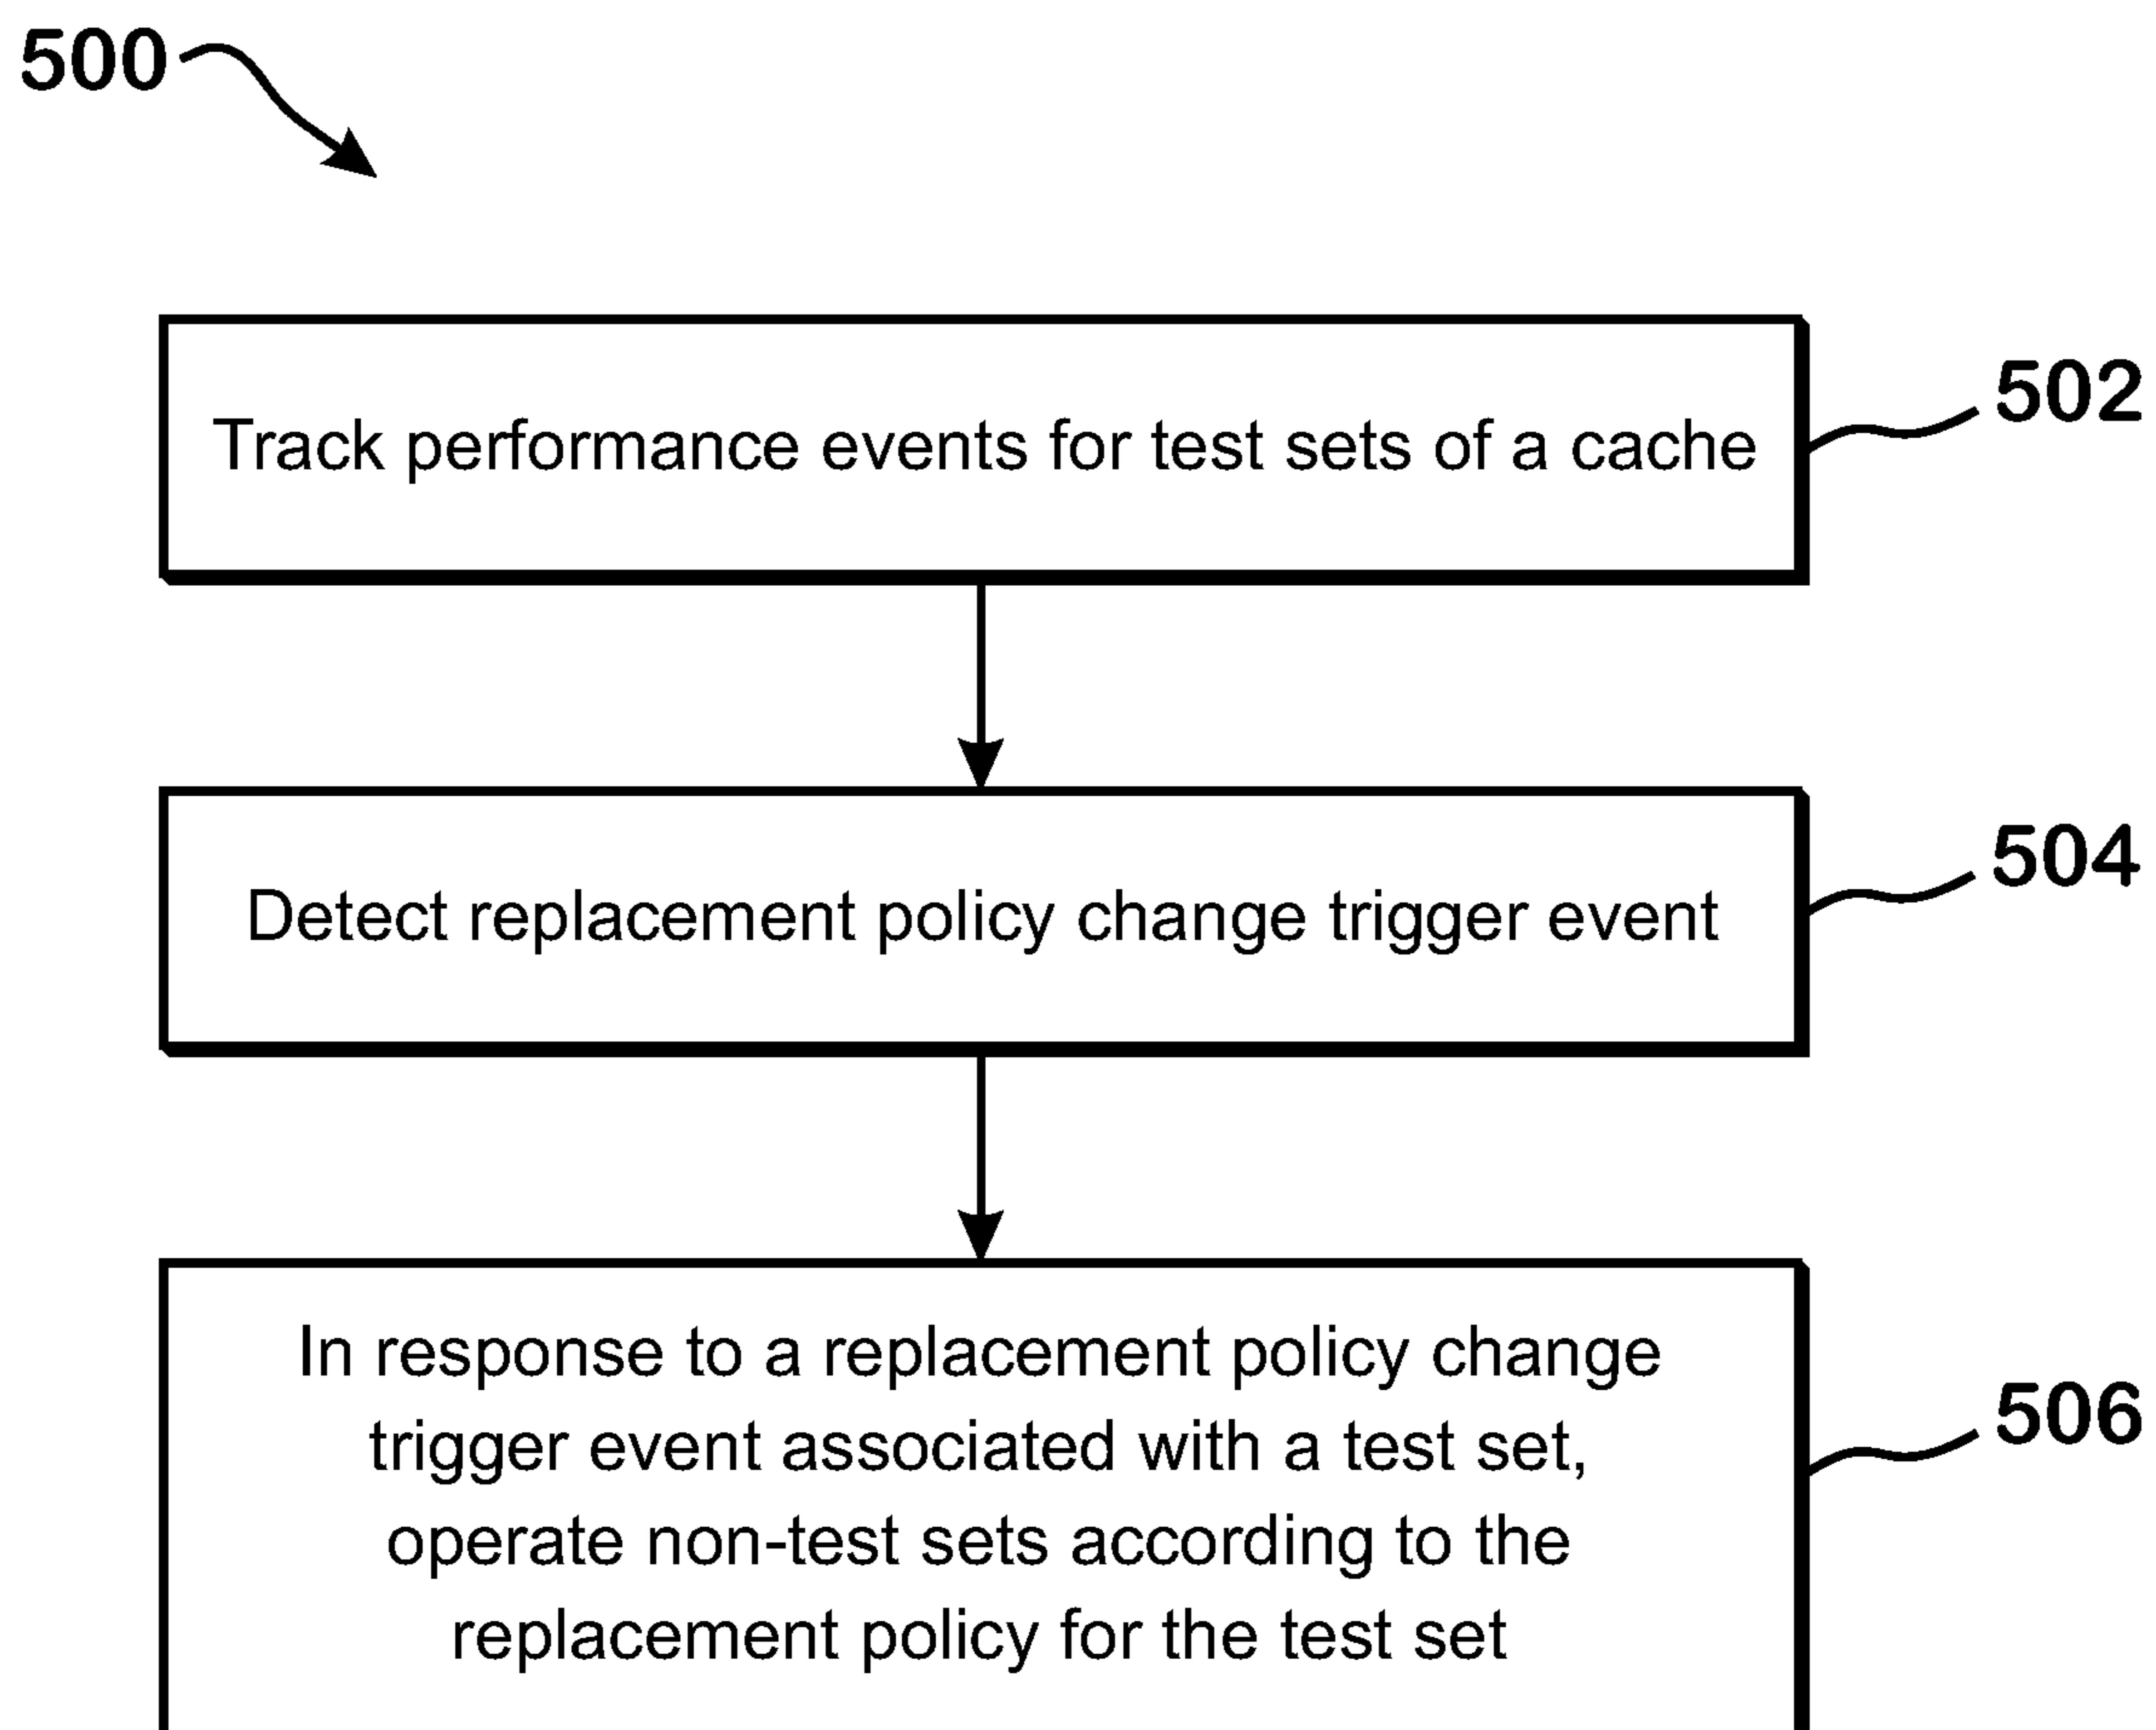 500
Track performance events for test sets of a cache
502
Detect replacement policy change trigger event
504
In response to a replacement policy change
trigger event associated with a test set,
operate non-test sets according to the
replacement policy for the test set
506